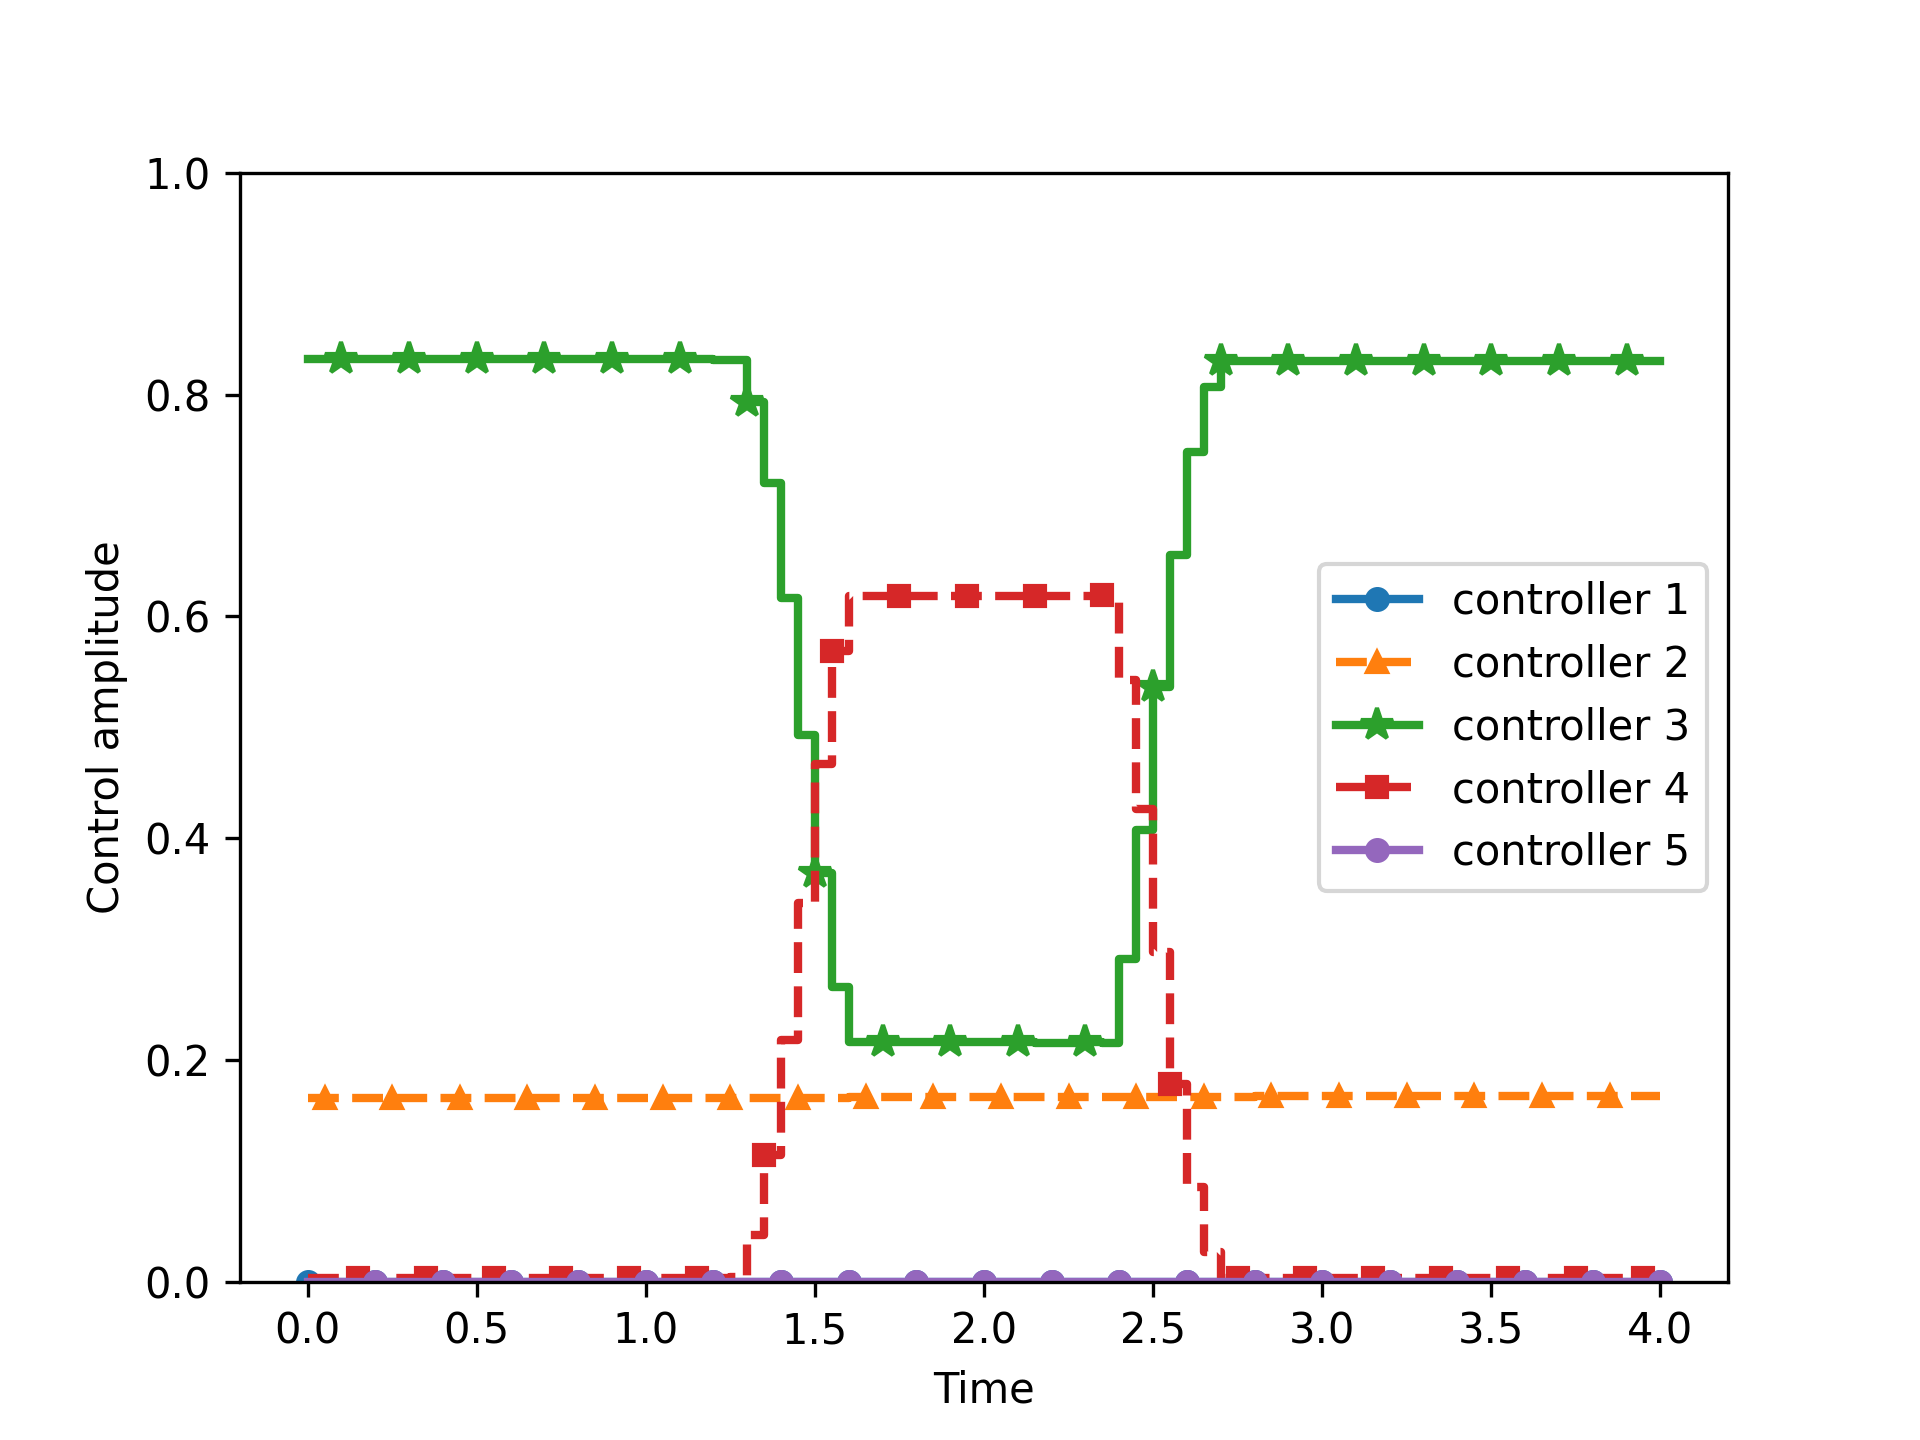 1.0
0.8
0.6
0.4
0.2
0.0
Control amplitude
controller 1
controller 2
controller 3
controller 4
controller 5
0.0 0.5 1.0 1.5 2.0 2.5 3.0 3.5 4.0
Time